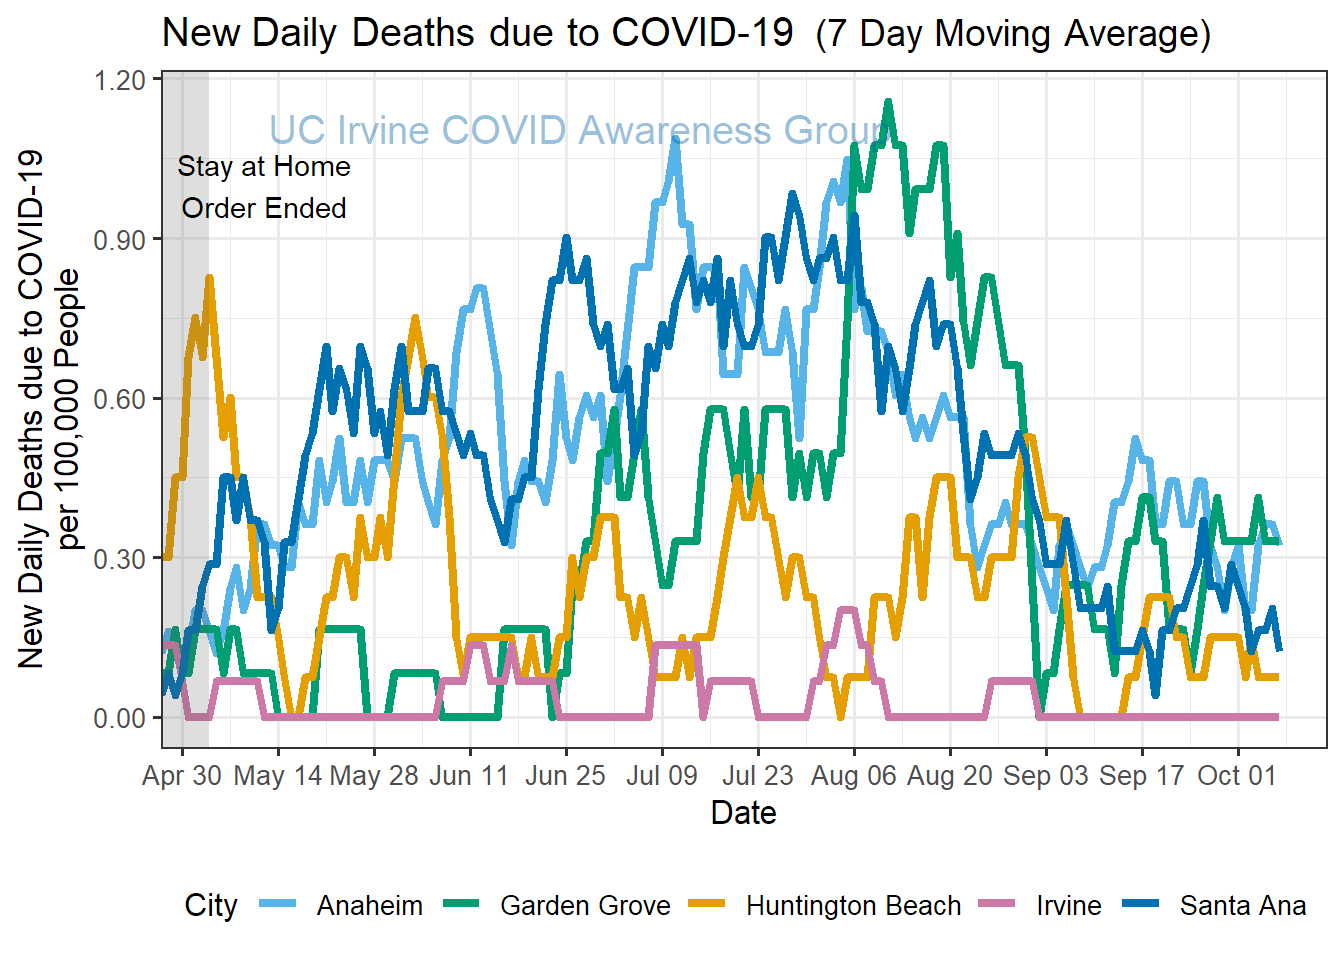 New Daily Deaths due to COVID-19 (7 Day Moving Average)
New Daily Deaths due to COVID-19
per 100,000 People
1.20
0.90
0.60
0.30
0.00
UC Irvine COVID Awareness Group
Stay at Home
Order Ended
Apr 30 May 14 May 28 Jun 11 Jun 25 Jul 09 Jul 23 Aug 06 Aug 20 Sep 03 Sep 17 Oct 01
Date
City Anaheim Garden Grove Huntington Beach Irvine Santa Ana